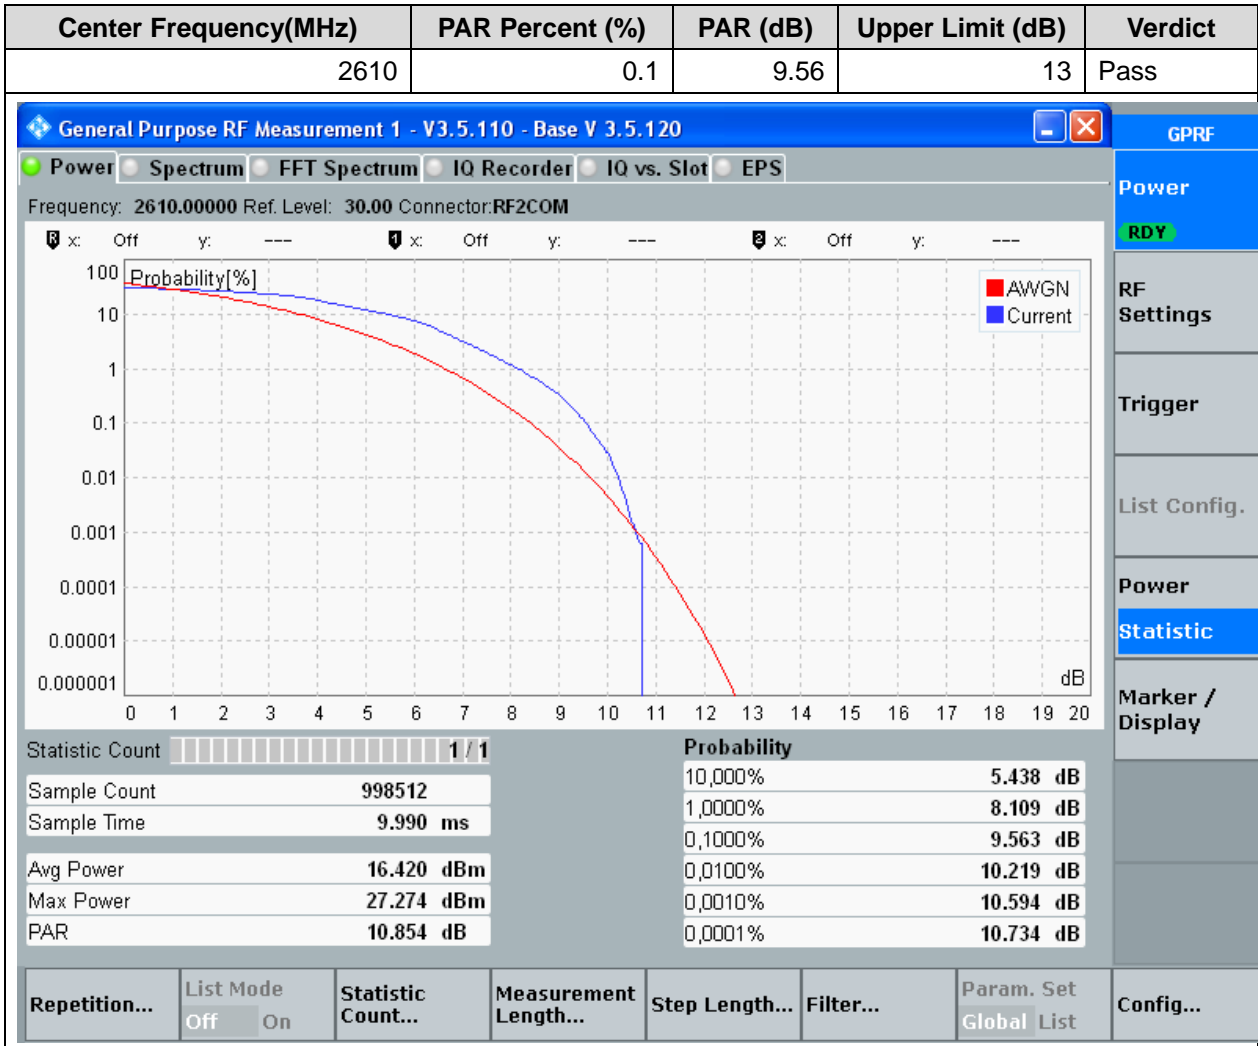 Center Frequency(MHz) PAR Percent (%) PAR (dB) Upper Limit (dB) Verdict
2610 0.1 9.56 13 Pass
General Purpose RF Measurement 1 - V3.5.110 - Base V 3.5.120
GPRF
Power Spectrum FFT Spectrum IQ Recorder IQ vs. Slot EPS
Power
RDY
Frequency: 2610.00000 Ref. Level: 30.00 Connector:RF2COM
R x: Off y: --- 1 x: Off y: --- 2 x: Off y: ---
Probability[%]
100
10
1
0.1
0.01
0.001
0.0001
0.00001
0.000001
AWGN
Current
dB
0 1 2 3 4 5 6 7 8 9 10 11 12 13 14 15 16 17 18 19 20
RF
Settings
Trigger
List Config.
Power
Statistic
Marker /
Display
Statistic Count 1 / 1
Sample Count 998512
Sample Time 9.990 ms
Avg Power 16.420 dBm
Max Power 27.274 dBm
PAR 10.854 dB
Probability
10,000% 5.438 dB
1,0000% 8.109 dB
0,1000% 9.563 dB
0,0100% 10.219 dB
0,0010% 10.594 dB
0,0001% 10.734 dB
Repetition...
List Mode
Off On
Statistic
Count...
Measurement
Length...
Step Length...
Filter...
Param. Set
Global List
Config...